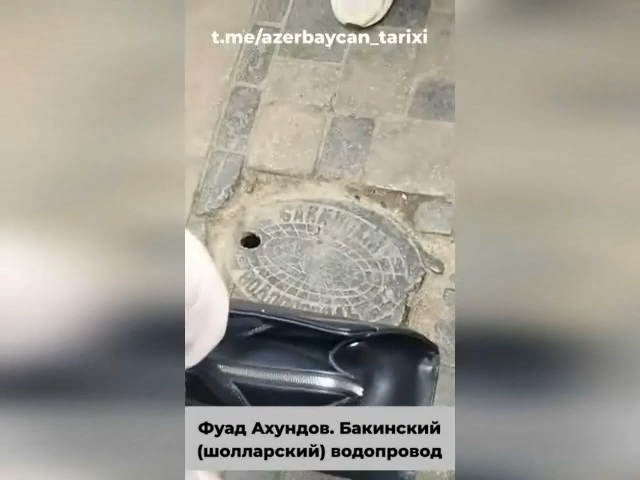 t.me/azerbaycan_tarixi
Фуад Ахундов. Бакинский
(шолларский) водопровод